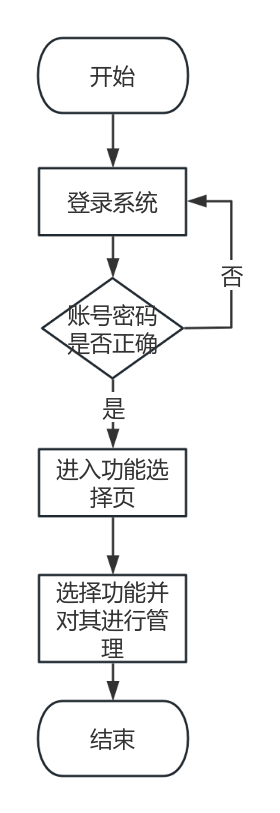 开始
登录系统
否
账号密码
是否正确
是
进入功能选
择页
选择功能并
对其进行管
理
结束